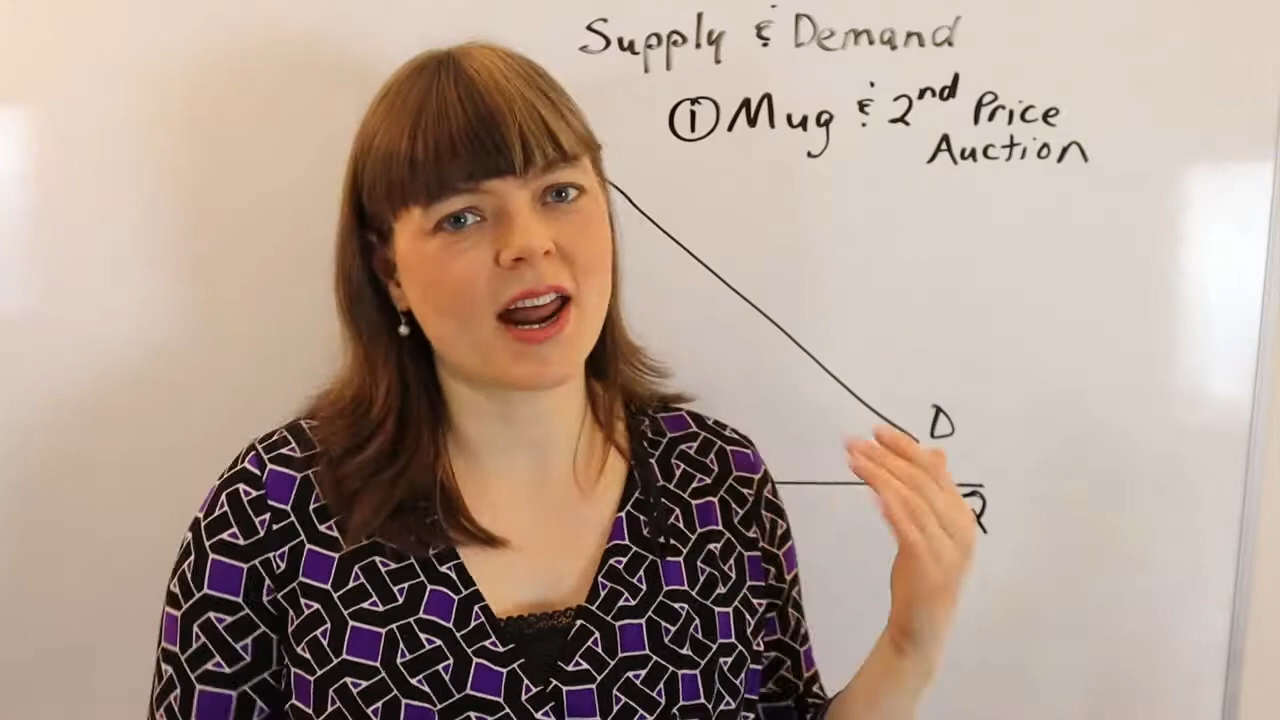 Supply & Demand
① Mug & 2nd Price
Auction
D
Q